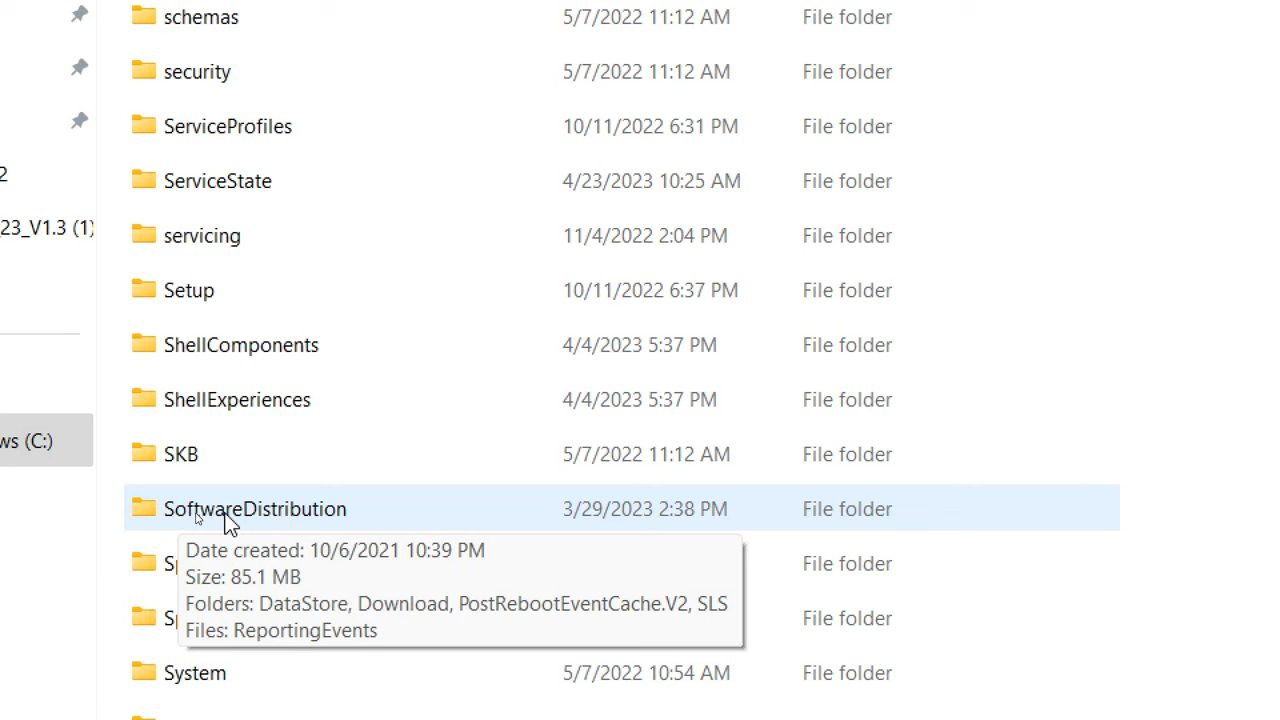 schemas 5/7/2022 11:12 AM File folder
security 5/7/2022 11:12 AM File folder
ServiceProfiles 10/11/2022 6:31 PM File folder
2
ServiceState 4/23/2023 10:25 AM File folder
23_V1.3 (1)
servicing 11/4/2022 2:04 PM File folder
Setup 10/11/2022 6:37 PM File folder
ShellComponents 4/4/2023 5:37 PM File folder
ShellExperiences 4/4/2023 5:37 PM File folder
ws (C:)
SKB 5/7/2022 11:12 AM File folder
SoftwareDistribution 3/29/2023 2:38 PM File folder
Date created: 10/6/2021 10:39 PM
Size: 85.1 MB
Folders: DataStore, Download, PostRebootEventCache.V2, SLS
Files: ReportingEvents
File folder
File folder
System 5/7/2022 10:54 AM File folder